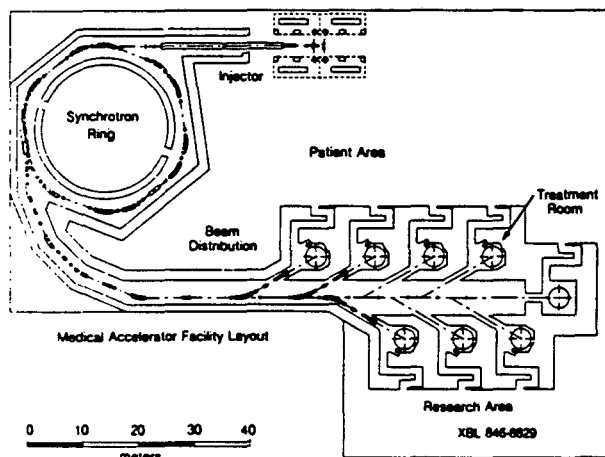 Injector
Synchrotron
Ring
Patient Area
Treatment
Room
Beam
Distribution
Medical Accelerator Facility Layout
Research Area
XBL 846-8829
0 10 20 30 40
meters